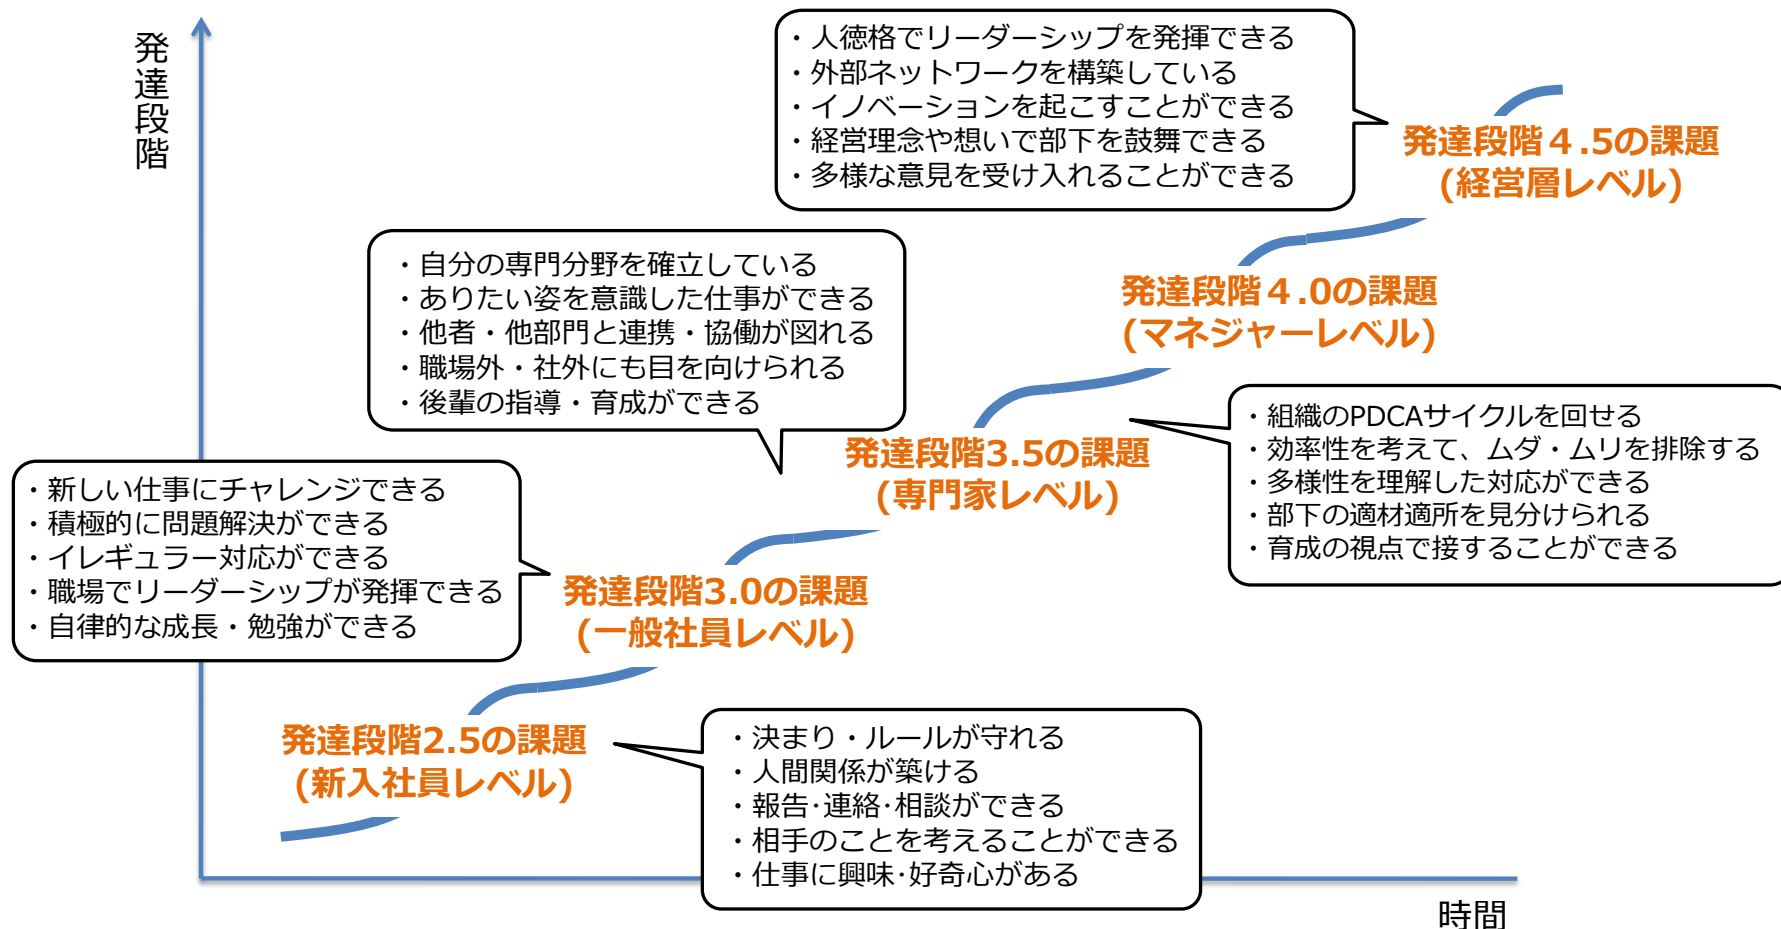 発達段階
・人徳格でリーダーシップを発揮できる
・外部ネットワークを構築している
・イノベーションを起こすことができる
・経営理念や想いで部下を鼓舞できる
・多様な意見を受け入れることができる
発達段階４.5の課題
(経営層レベル)
・自分の専門分野を確立している
・ありたい姿を意識した仕事ができる
・他者・他部門と連携・協働が図れる
・職場外・社外にも目を向けられる
・後輩の指導・育成ができる
発達段階４.0の課題
(マネジャーレベル)
・組織のPDCAサイクルを回せる
・効率性を考えて、ムダ・ムリを排除する
・多様性を理解した対応ができる
・部下の適材適所を見分けられる
・育成の視点で接することができる
発達段階3.5の課題
(専門家レベル)
・新しい仕事にチャレンジできる
・積極的に問題解決ができる
・イレギュラー対応ができる
・職場でリーダーシップが発揮できる
・自律的な成長・勉強ができる
発達段階3.0の課題
(一般社員レベル)
発達段階2.5の課題
(新入社員レベル)
・決まり・ルールが守れる
・人間関係が築ける
・報告･連絡･相談ができる
・相手のことを考えることができる
・仕事に興味･好奇心がある
時間